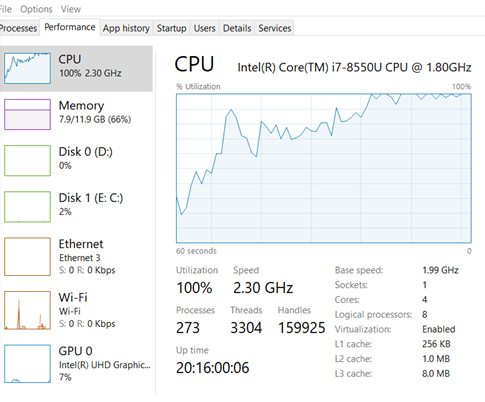 File Options View
Processes Performance App history Startup Users Details Services
CPU
100% 2.30 GHz
Memory
7.9/11.9 GB (66%)
Disk 0 (D:)
0%
Disk 1 (E: C:)
2%
Ethernet
Ethernet 3
S: 0 R: 0 Kbps
Wi-Fi
Wi-Fi
S: 0 R: 0 Kbps
GPU 0
Intel(R) UHD Graphic...
7%
CPU Intel(R) Core(TM) i7-8550U CPU @ 1.80GHz
% Utilization 100%
60 seconds 0
Utilization Speed
100% 2.30 GHz
Processes Threads Handles
273 3304 159925
Up time
20:16:00:06
Base speed: 1.99 GHz
Sockets: 1
Cores: 4
Logical processors: 8
Virtualization: Enabled
L1 cache: 256 KB
L2 cache: 1.0 MB
L3 cache: 8.0 MB